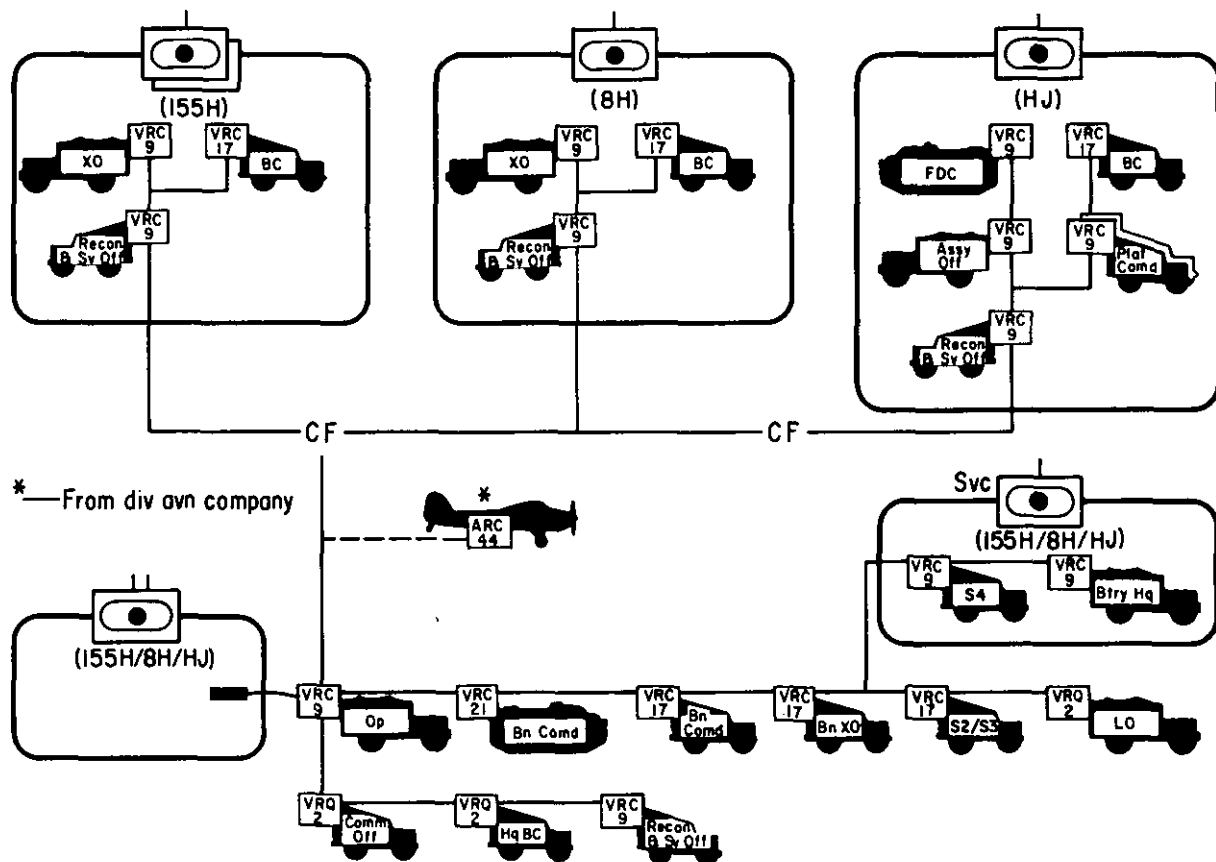 (155H)
VRC
9
XO
VRC
17
BC
VRC
9
Recon
& Sv Off
(8H)
VRC
9
XO
VRC
17
BC
VRC
9
Recon
& Sv Off
(HJ)
VRC
9
FDC
VRC
17
BC
VRC
9
Assy
Off
VRC
9
Plat
Comd
VRC
9
Recon
& Sv Off
CF
CF
*—From div avn company
*
ARC
44
Svc
(155H/8H/HJ)
VRC
9
S4
VRC
9
Btry Hq
(155H/8H/HJ)
VRC
9
Op
VRC
21
Bn Comd
VRC
17
Bn
Comd
VRC
17
Bn XO
VRC
17
S2/S3
VRQ
2
LO
VRQ
2
Comm
Off
VRQ
2
Hq BC
VRC
9
Recon
& Sv Off